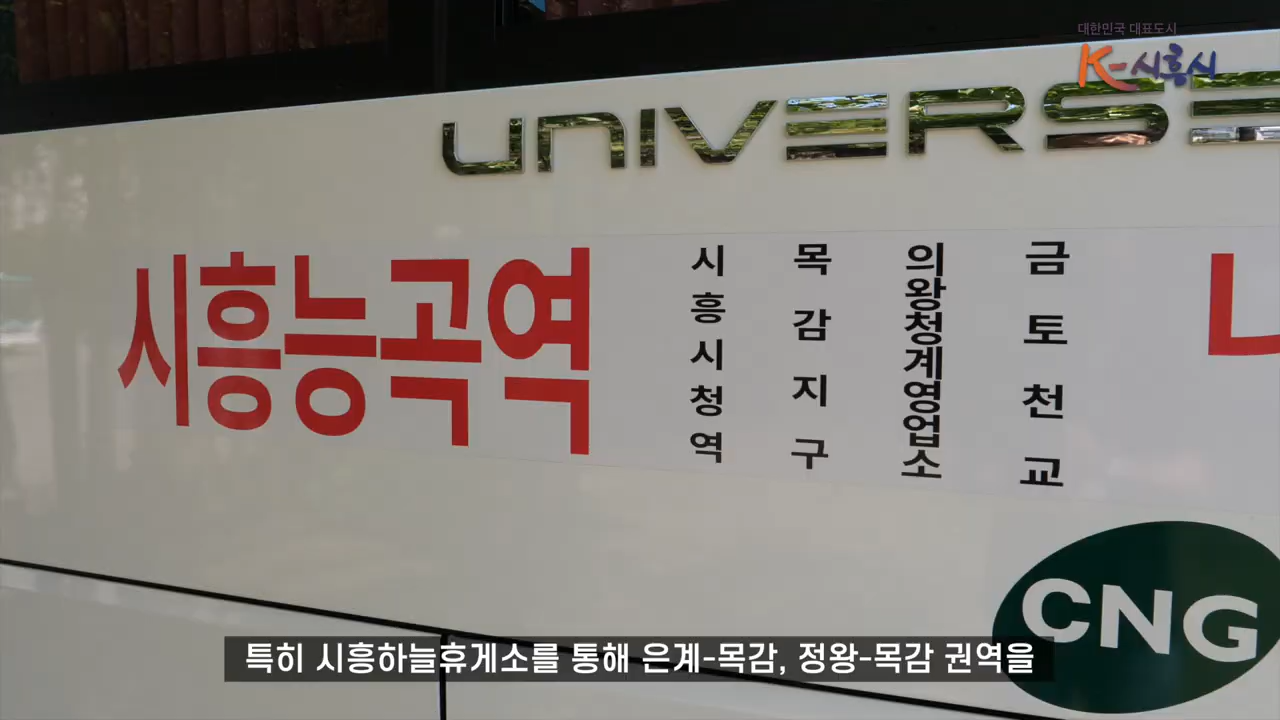 대한민국 대표도시
K-시흥시
UNIVERSE
시흥능곡역
시흥시청역
목감지구
의왕청계영업소
금토천교
CNG
특히 시흥하늘휴게소를 통해 은계-목감, 정왕-목감 권역을